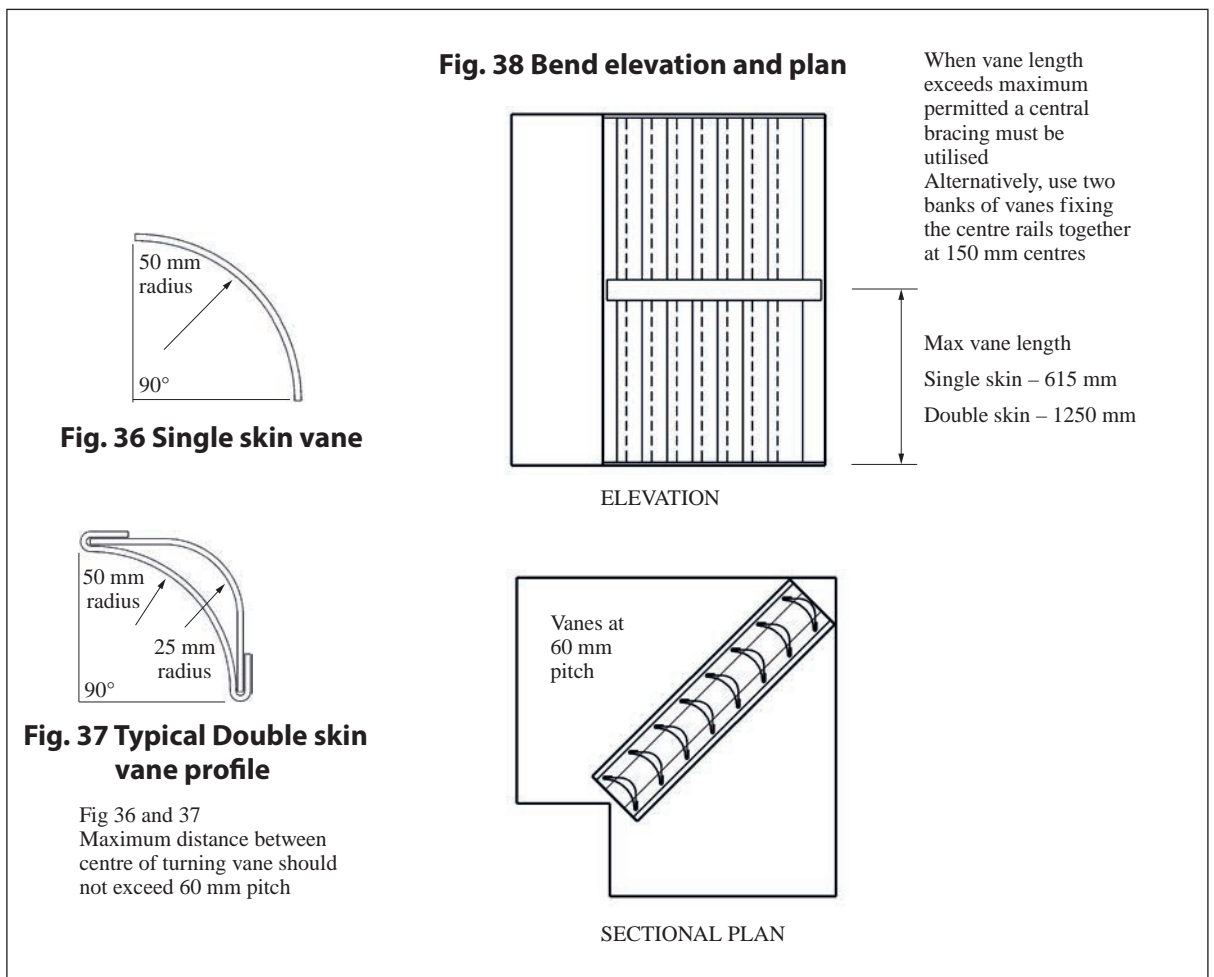 Fig. 38 Bend elevation and plan
When vane length
exceeds maximum
permitted a central
bracing must be
utilised
Alternatively, use two
banks of vanes fixing
the centre rails together
at 150 mm centres
50 mm
radius
90°
Fig. 36 Single skin vane
Max vane length
Single skin – 615 mm
Double skin – 1250 mm
ELEVATION
50 mm
radius
25 mm
radius
90°
Fig. 37 Typical Double skin
vane profile
Fig 36 and 37
Maximum distance between
centre of turning vane should
not exceed 60 mm pitch
Vanes at
60 mm
pitch
SECTIONAL PLAN